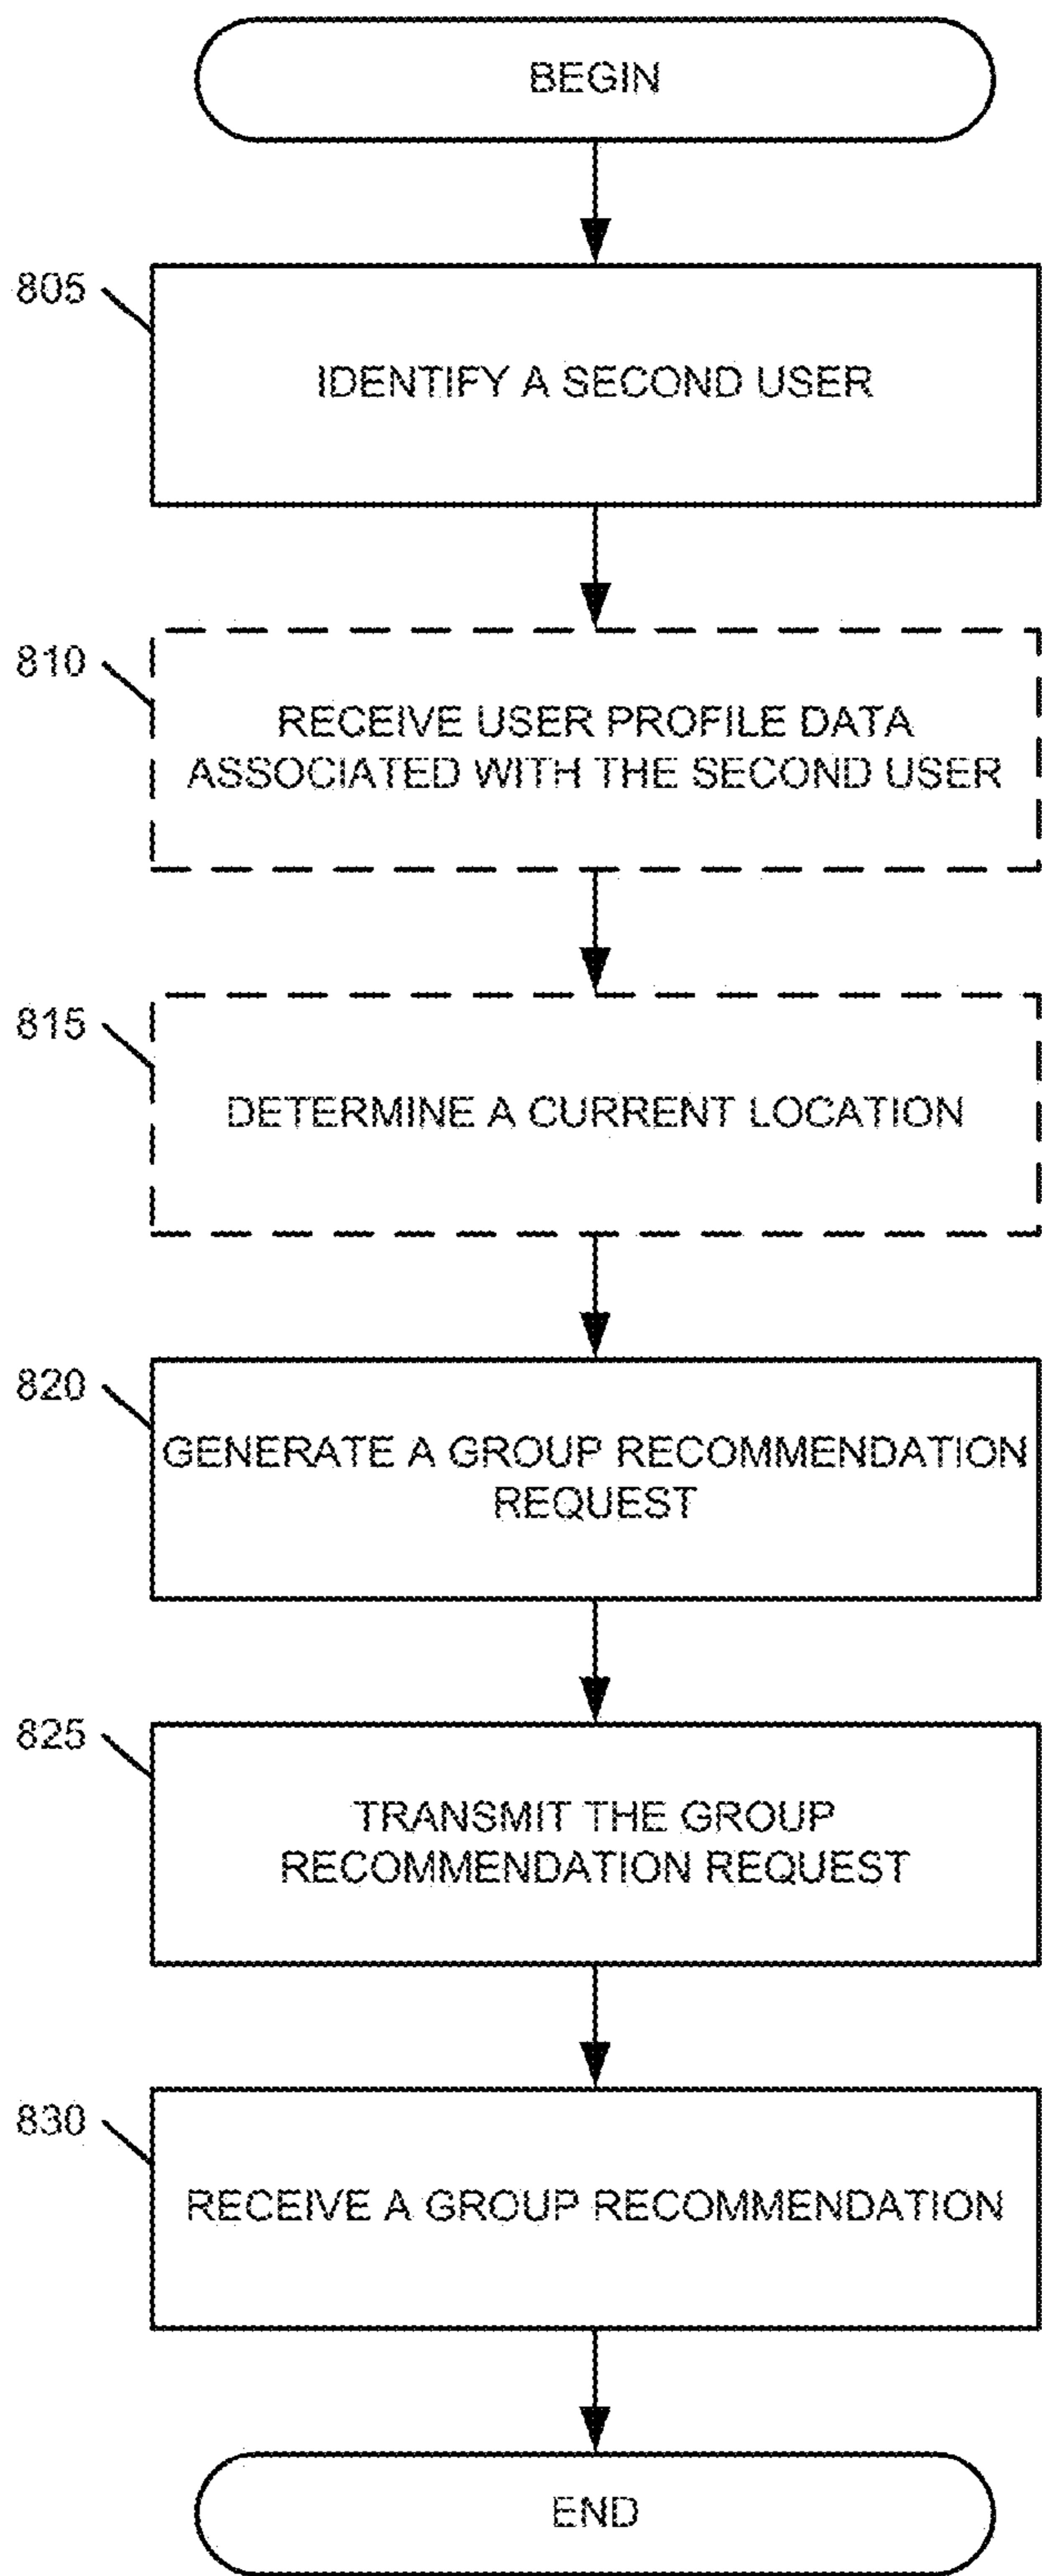 BEGIN
805
IDENTIFY A SECOND USER
810
RECEIVE USER PROFILE DATA
ASSOCIATED WITH THE SECOND USER
815
DETERMINE A CURRENT LOCATION
820
GENERATE A GROUP RECOMMENDATION
REQUEST
825
TRANSMIT THE GROUP
RECOMMENDATION REQUEST
830
RECEIVE A GROUP RECOMMENDATION
END